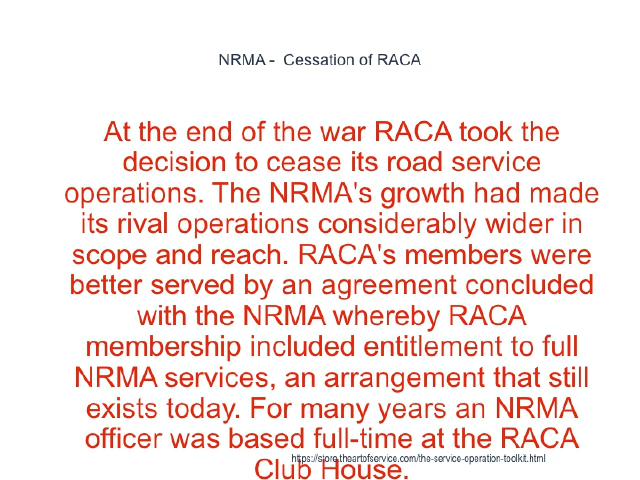 NRMA -  Cessation of RACA
At the end of the war RACA took the
decision to cease its road service
operations. The NRMA's growth had made
its rival operations considerably wider in
scope and reach. RACA's members were
better served by an agreement concluded
with the NRMA whereby RACA
membership included entitlement to full
NRMA services, an arrangement that still
exists today. For many years an NRMA
officer was based full-time at the RACA
https://store.theartofservice.com/the-service-operation-toolkit.html
Club House.